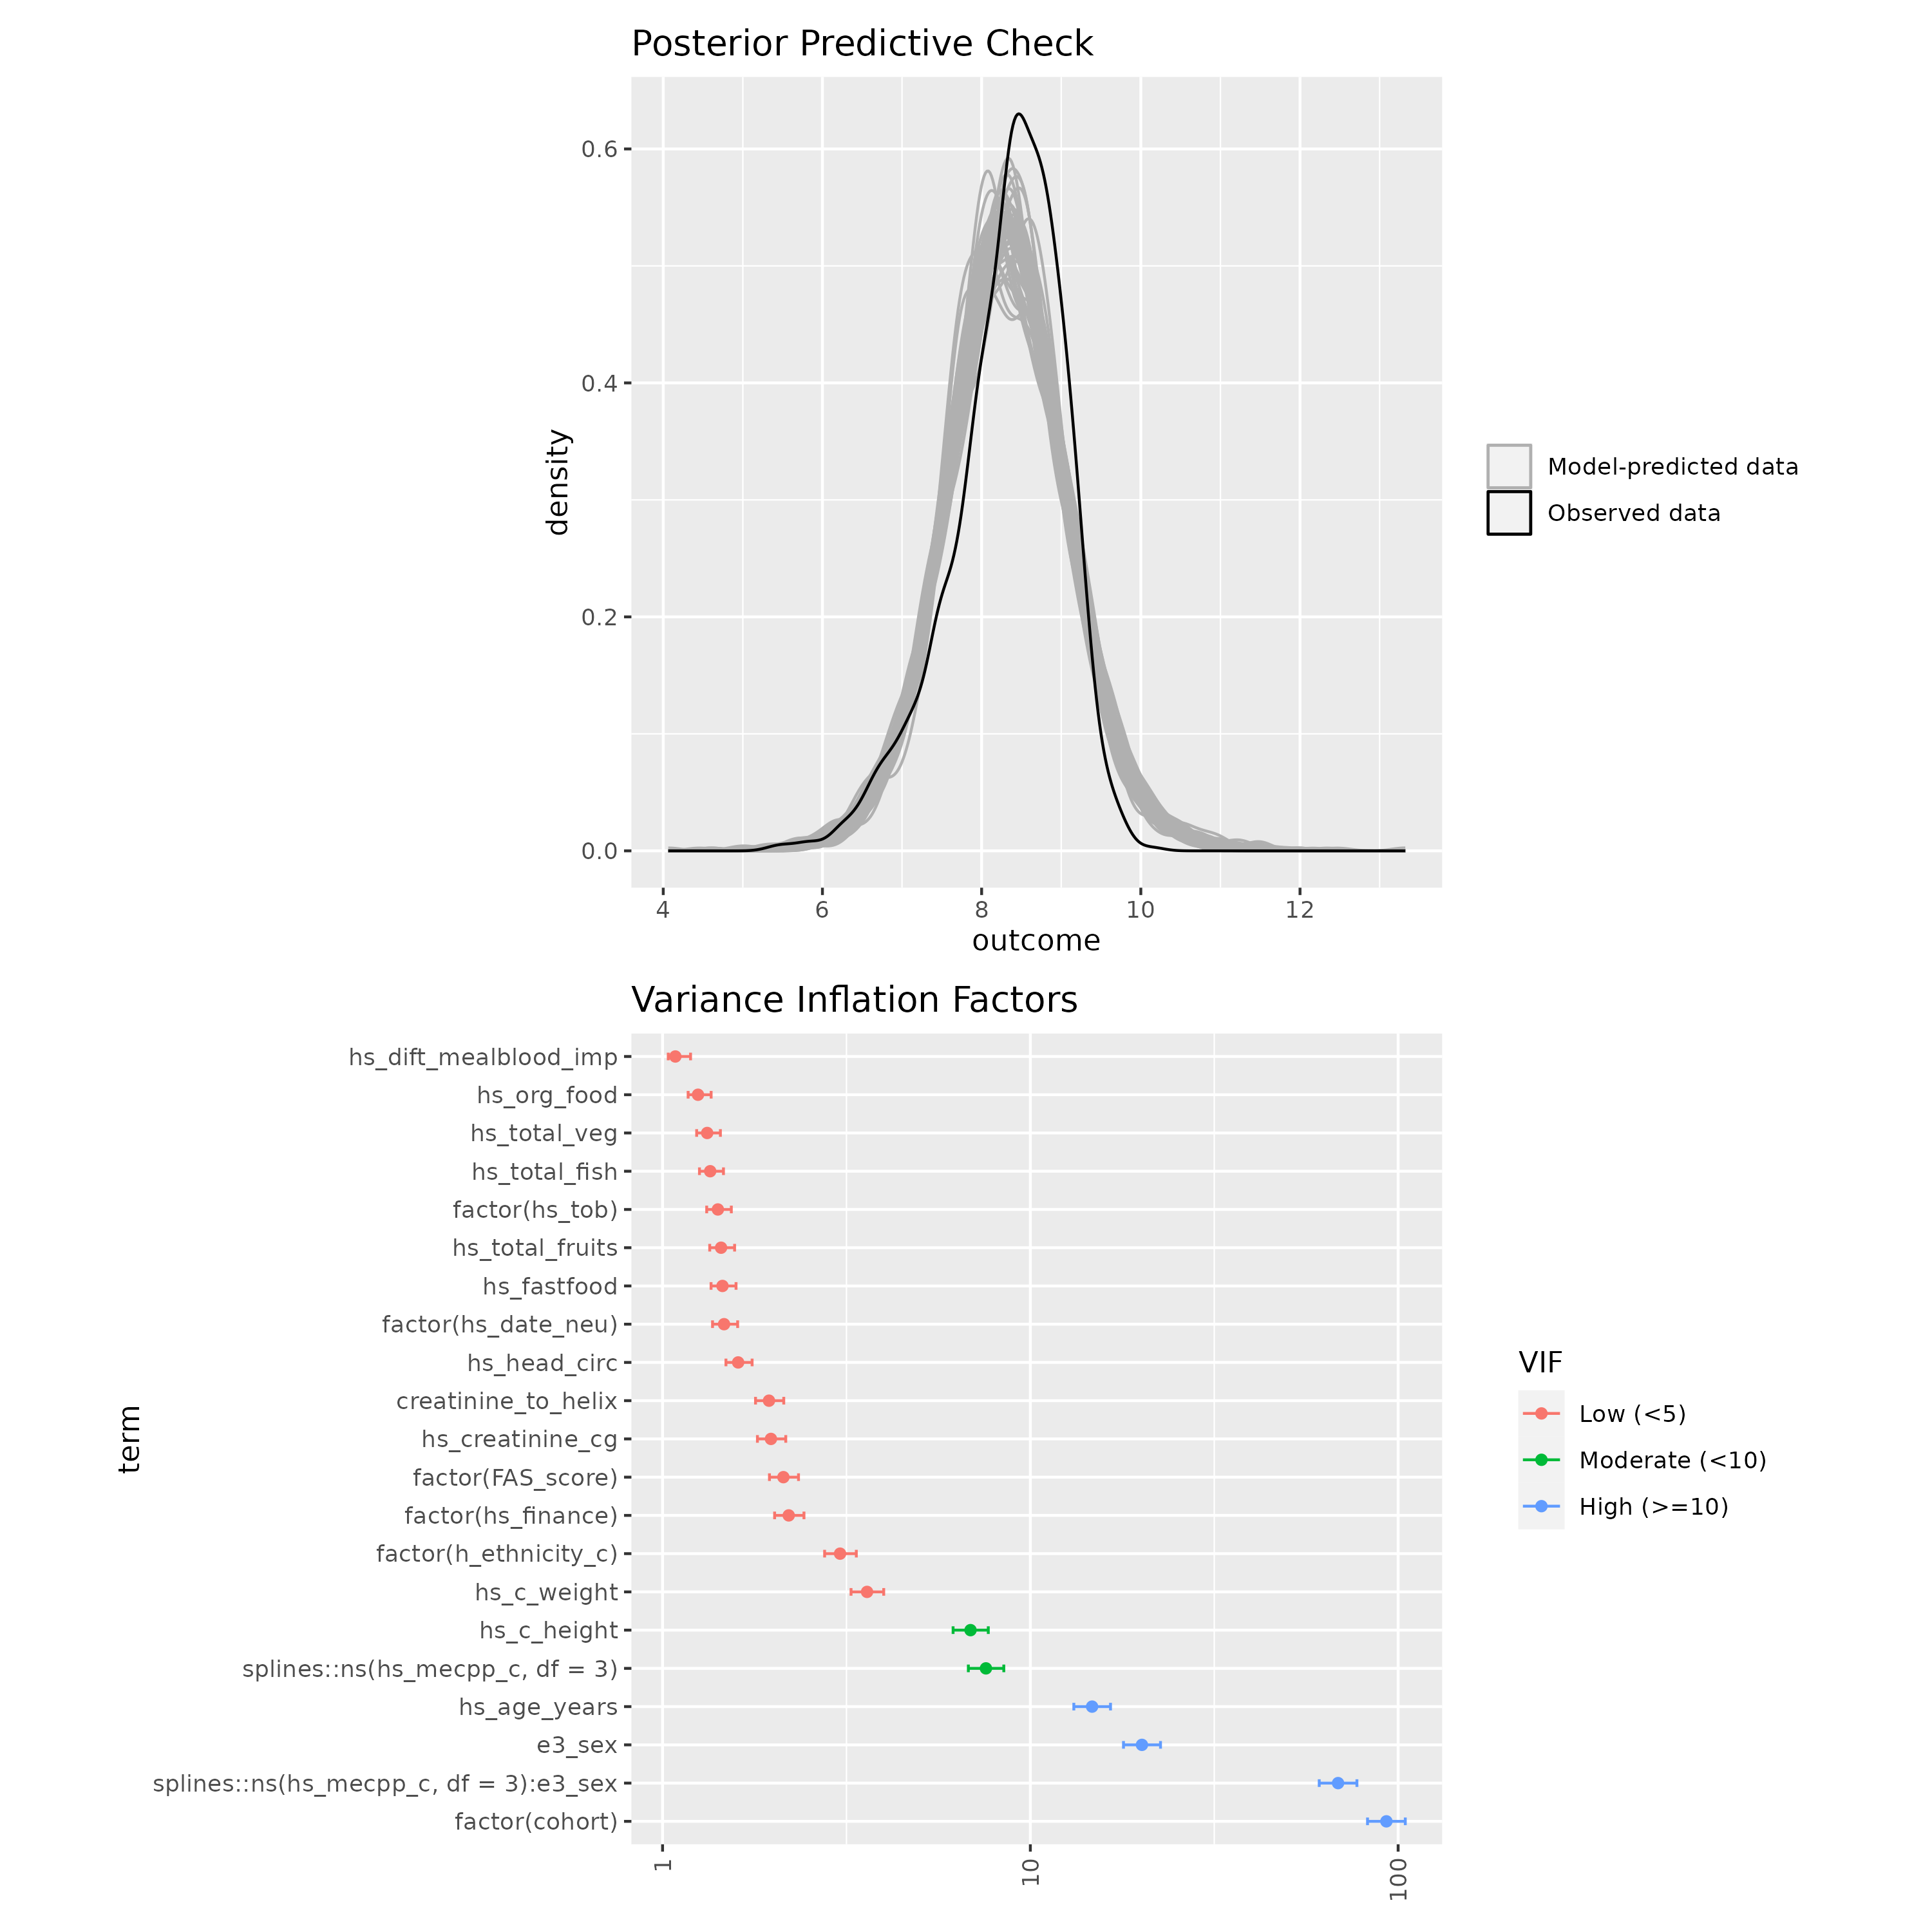 Posterior Predictive Check
0.6
0.4
0.2
0.0
density
4 6 8 10 12
outcome
Model-predicted data
Observed data
Variance Inflation Factors
hs_dift_mealblood_imp
hs_org_food
hs_total_veg
hs_total_fish
factor(hs_tob)
hs_total_fruits
hs_fastfood
factor(hs_date_neu)
hs_head_circ
creatinine_to_helix
hs_creatinine_cg
factor(FAS_score)
factor(hs_finance)
factor(h_ethnicity_c)
hs_c_weight
hs_c_height
splines::ns(hs_mecpp_c, df = 3)
hs_age_years
e3_sex
splines::ns(hs_mecpp_c, df = 3):e3_sex
factor(cohort)
term
1 10 100
VIF
Low (<5)
Moderate (<10)
High (>=10)